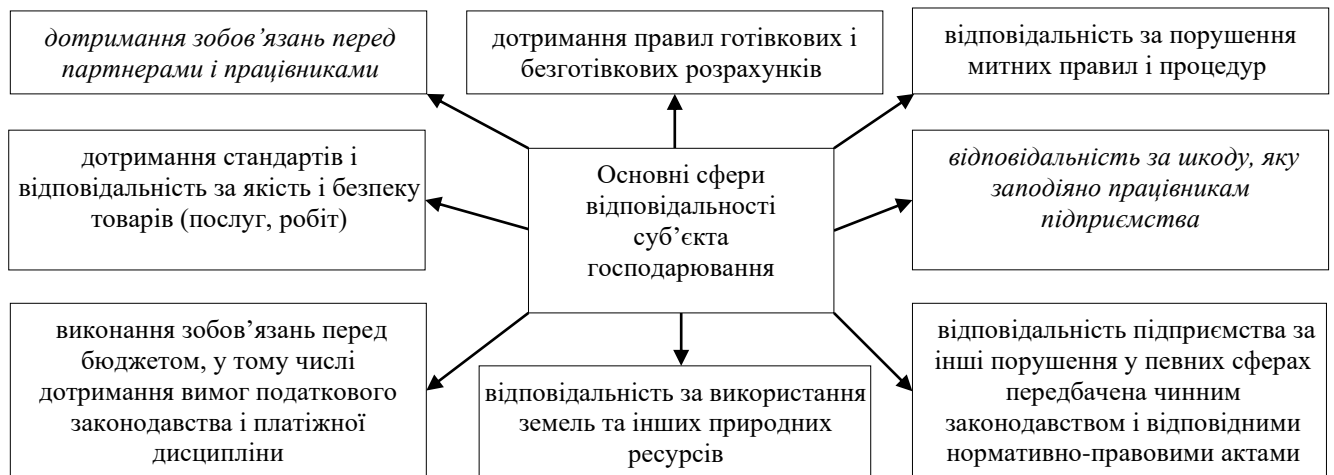 дотримання зобов’язань перед
партнерами і працівниками
дотримання правил готівкових і
безготівкових розрахунків
відповідальність за порушення
митних правил і процедур
дотримання стандартів і
відповідальність за якість і безпеку
товарів (послуг, робіт)
Основні сфери
відповідальності
суб’єкта
господарювання
відповідальність за шкоду, яку
заподіяно працівникам
підприємства
виконання зобов’язань перед
бюджетом, у тому числі
дотримання вимог податкового
законодавства і платіжної
дисципліни
відповідальність за використання
земель та інших природних
ресурсів
відповідальність підприємства за
інші порушення у певних сферах
передбачена чинним
законодавством і відповідними
нормативно-правовими актами